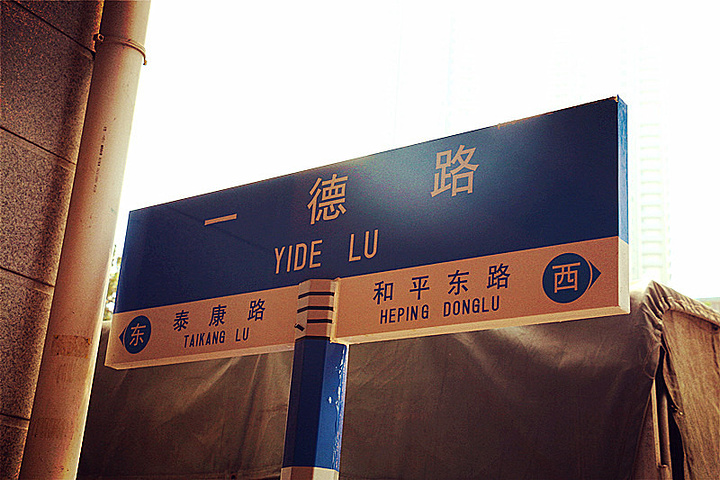 一德路
YIDE LU
东 泰康路 和平东路 西
TAIKANG LU HEPING DONGLU